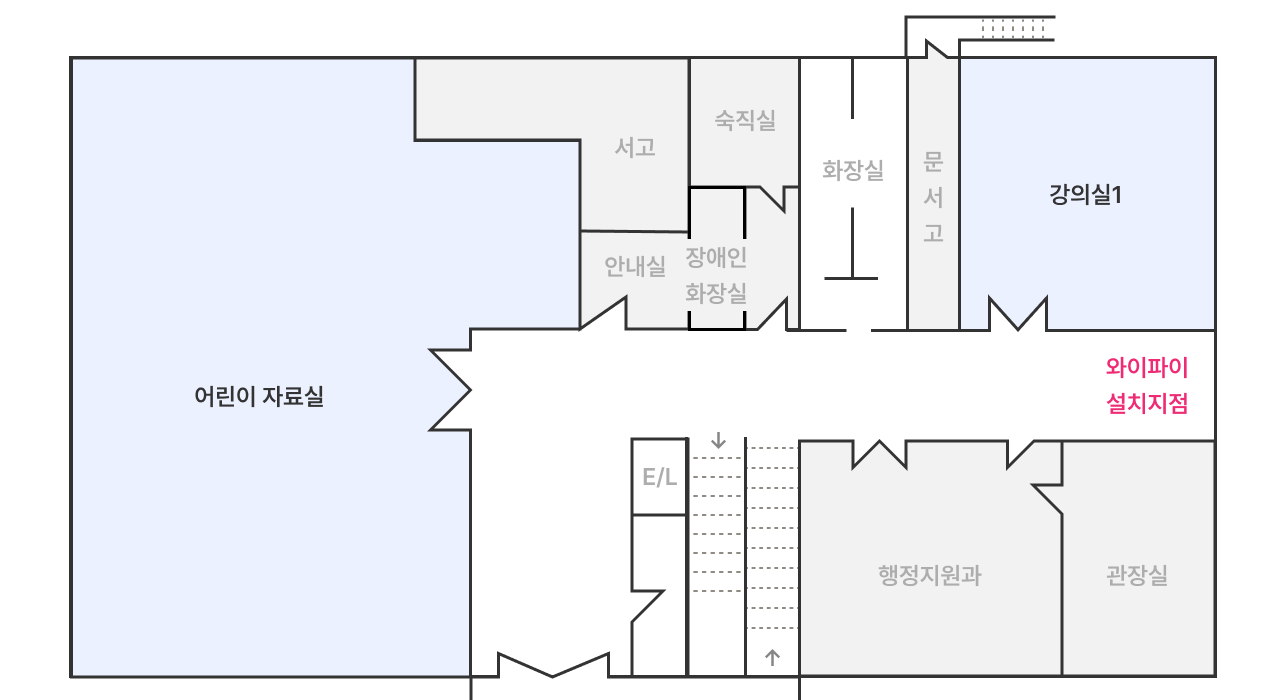 숙직실
서고
화장실
문
서
고
강의실1
안내실
장애인
화장실
어린이 자료실
와이파이
설치지점
E/L
행정지원과
관장실